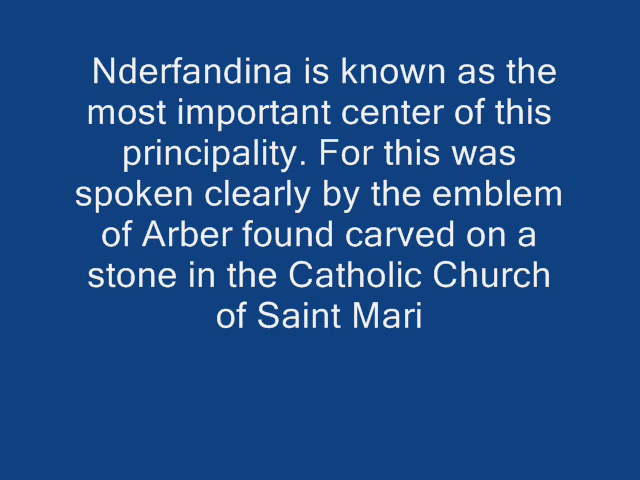 Nderfandina is known as the
most important center of this
principality. For this was
spoken clearly by the emblem
of Arber found carved on a
stone in the Catholic Church
of Saint Mari